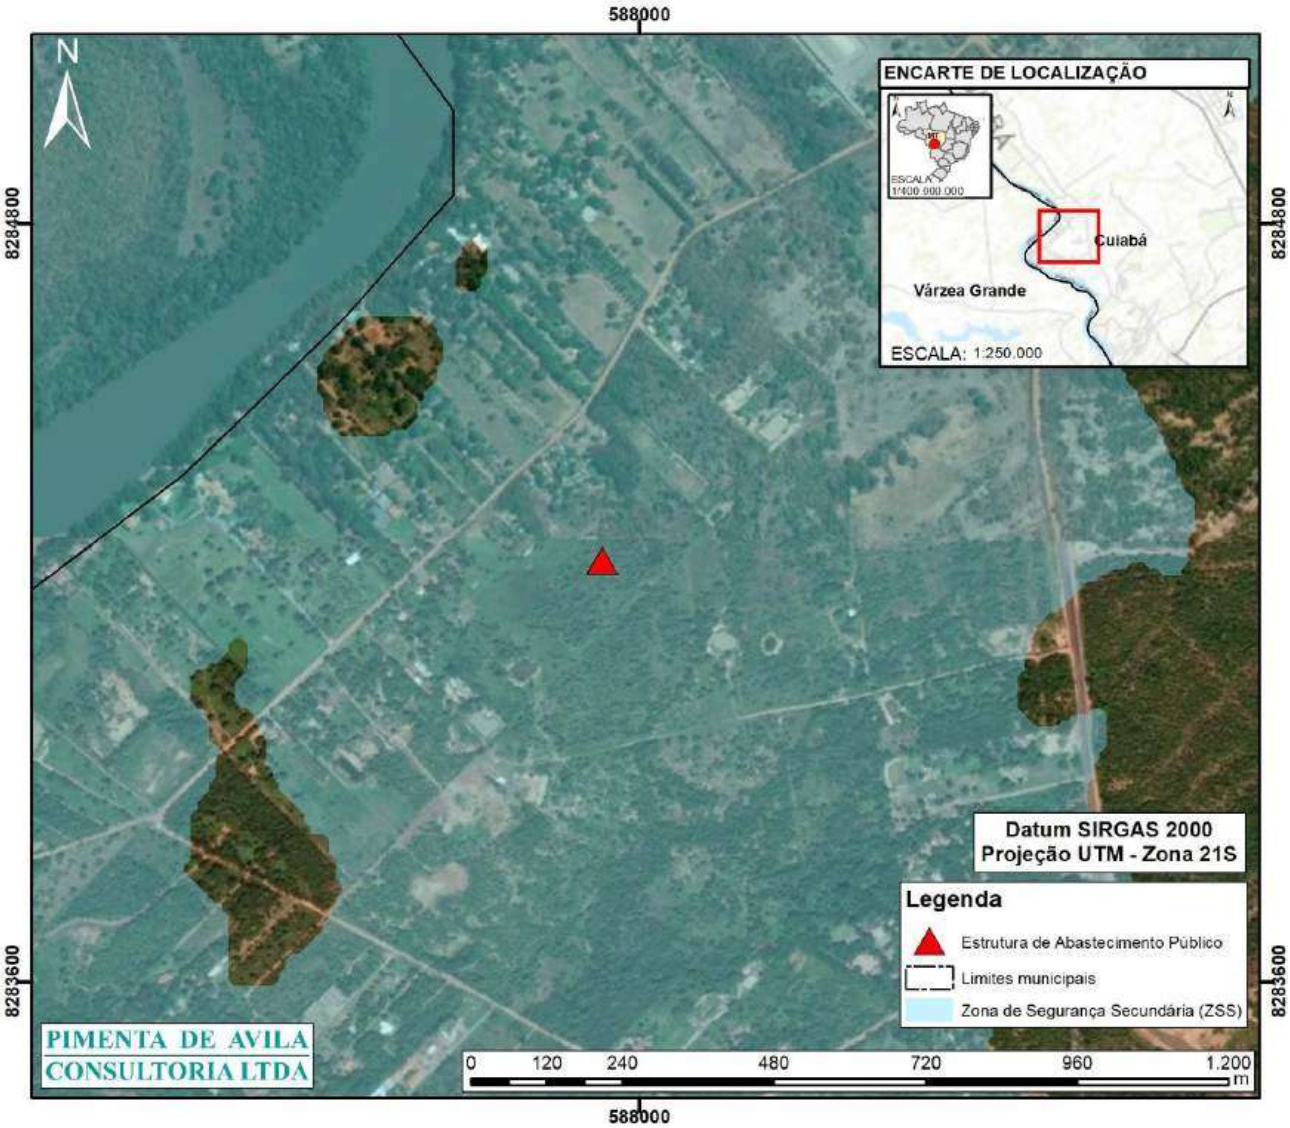 588000
N
ENCARTE DE LOCALIZAÇÃO
N
N
MT
ESCALA
1/400.000.000
8284800
8284800
Cuiabá
Várzea Grande
ESCALA: 1:250.000
Datum SIRGAS 2000
Projeção UTM - Zona 21S
Legenda
Estrutura de Abastecimento Público
Limites municipais
Zona de Segurança Secundária (ZSS)
8283600
8283600
PIMENTA DE AVILA
CONSULTORIA LTDA
0 120 240 480 720 960 1.200
m
588000